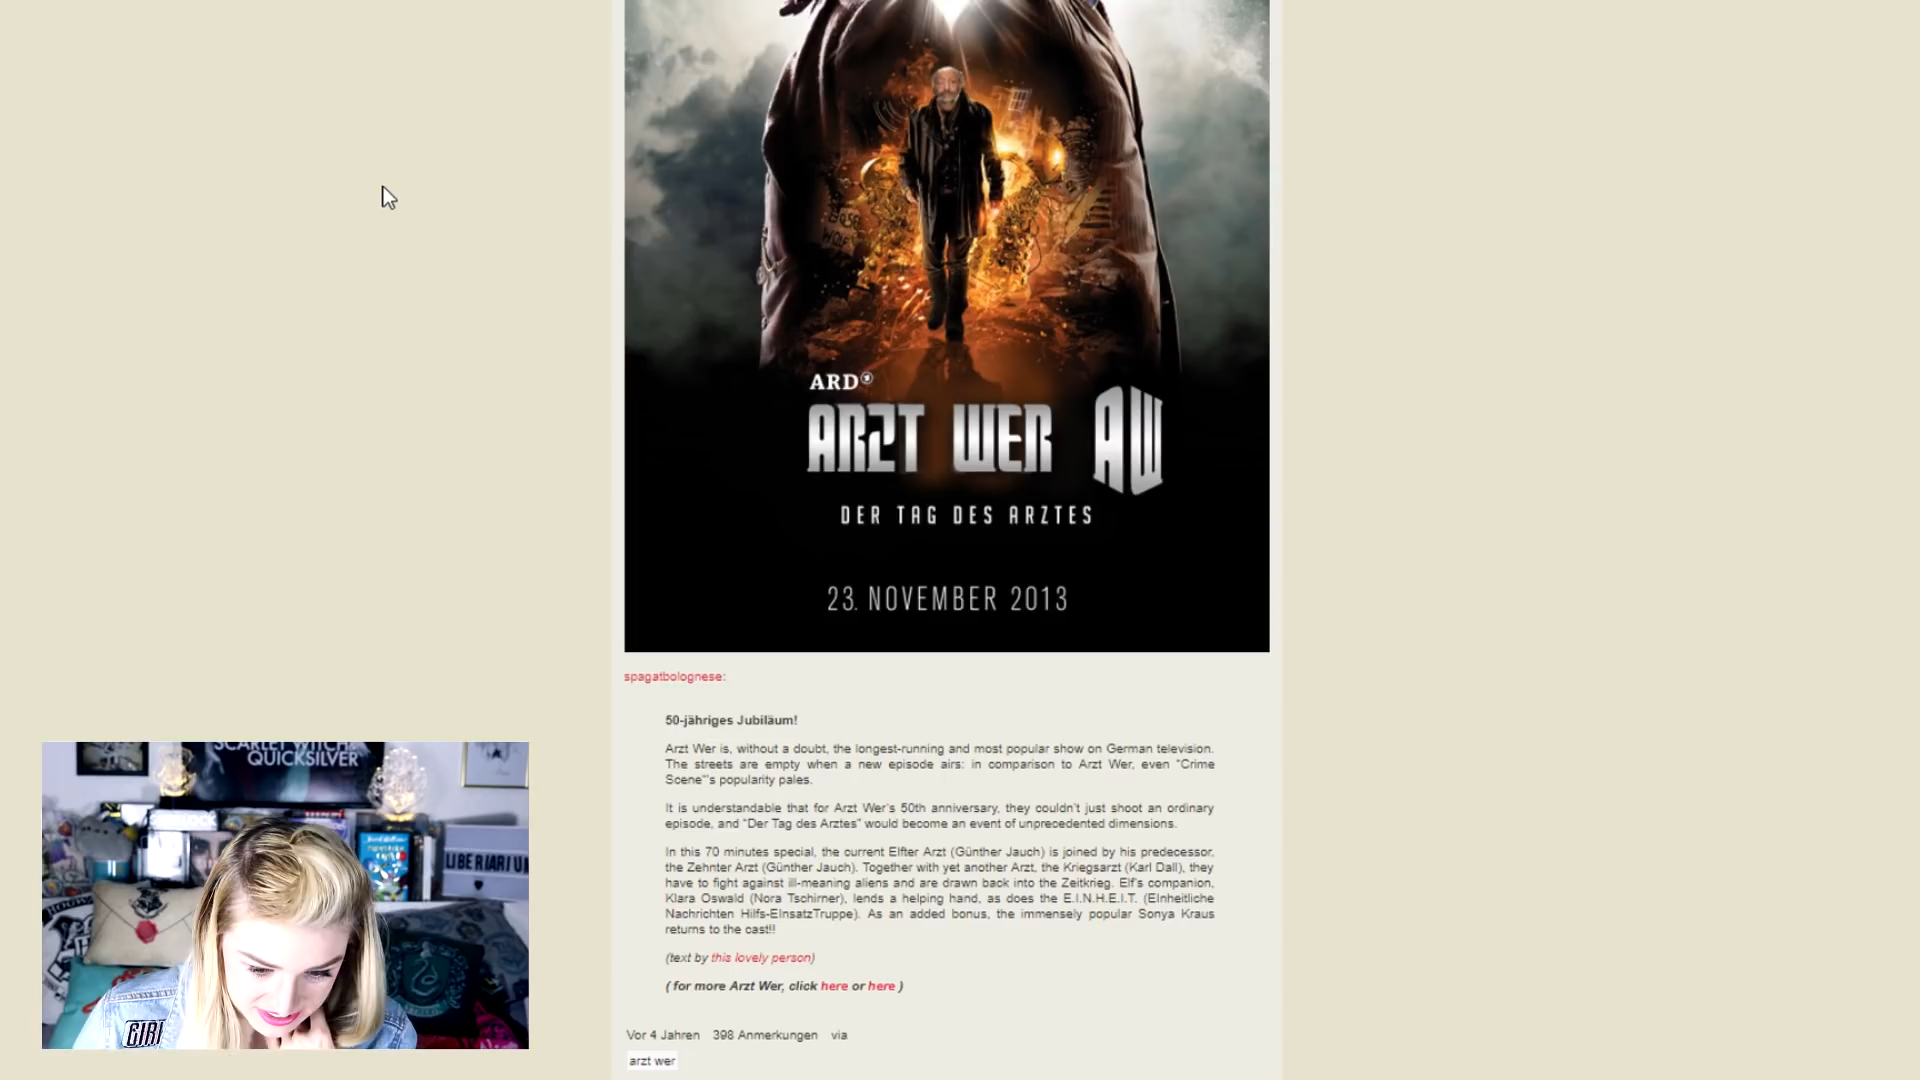 BÖSER
WOLF
ARD
ARZT WER AW
DER TAG DES ARZTES
23. NOVEMBER 2013
spagatbolognese:
50-jähriges Jubiläum!
Arzt Wer is, without a doubt, the longest-running and most popular show on German television.
The streets are empty when a new episode airs: in comparison to Arzt Wer, even “Crime
Scene”’s popularity pales.
It is understandable that for Arzt Wer’s 50th anniversary, they couldn’t just shoot an ordinary
episode, and “Der Tag des Arztes” would become an event of unprecedented dimensions.
In this 70 minutes special, the current Elfter Arzt (Günther Jauch) is joined by his predecessor,
the Zehnter Arzt (Günther Jauch). Together with yet another Arzt, the Kriegsarzt (Karl Dall), they
have to fight against ill-meaning aliens and are drawn back into the Zeitkrieg. Elf’s companion,
Klara Oswald (Nora Tschirner), lends a helping hand, as does the E.I.N.H.E.I.T. (EInheitliche
Nachrichten Hilfs-EInsatzTruppe). As an added bonus, the immensely popular Sonya Kraus
returns to the cast!!
(text by this lovely person)
( for more Arzt Wer, click here or here )
Vor 4 Jahren 398 Anmerkungen via
arzt wer
SCARLET WITCH &
QUICKSILVER
SHERLOCK
LIBERIARIUM
GIRL